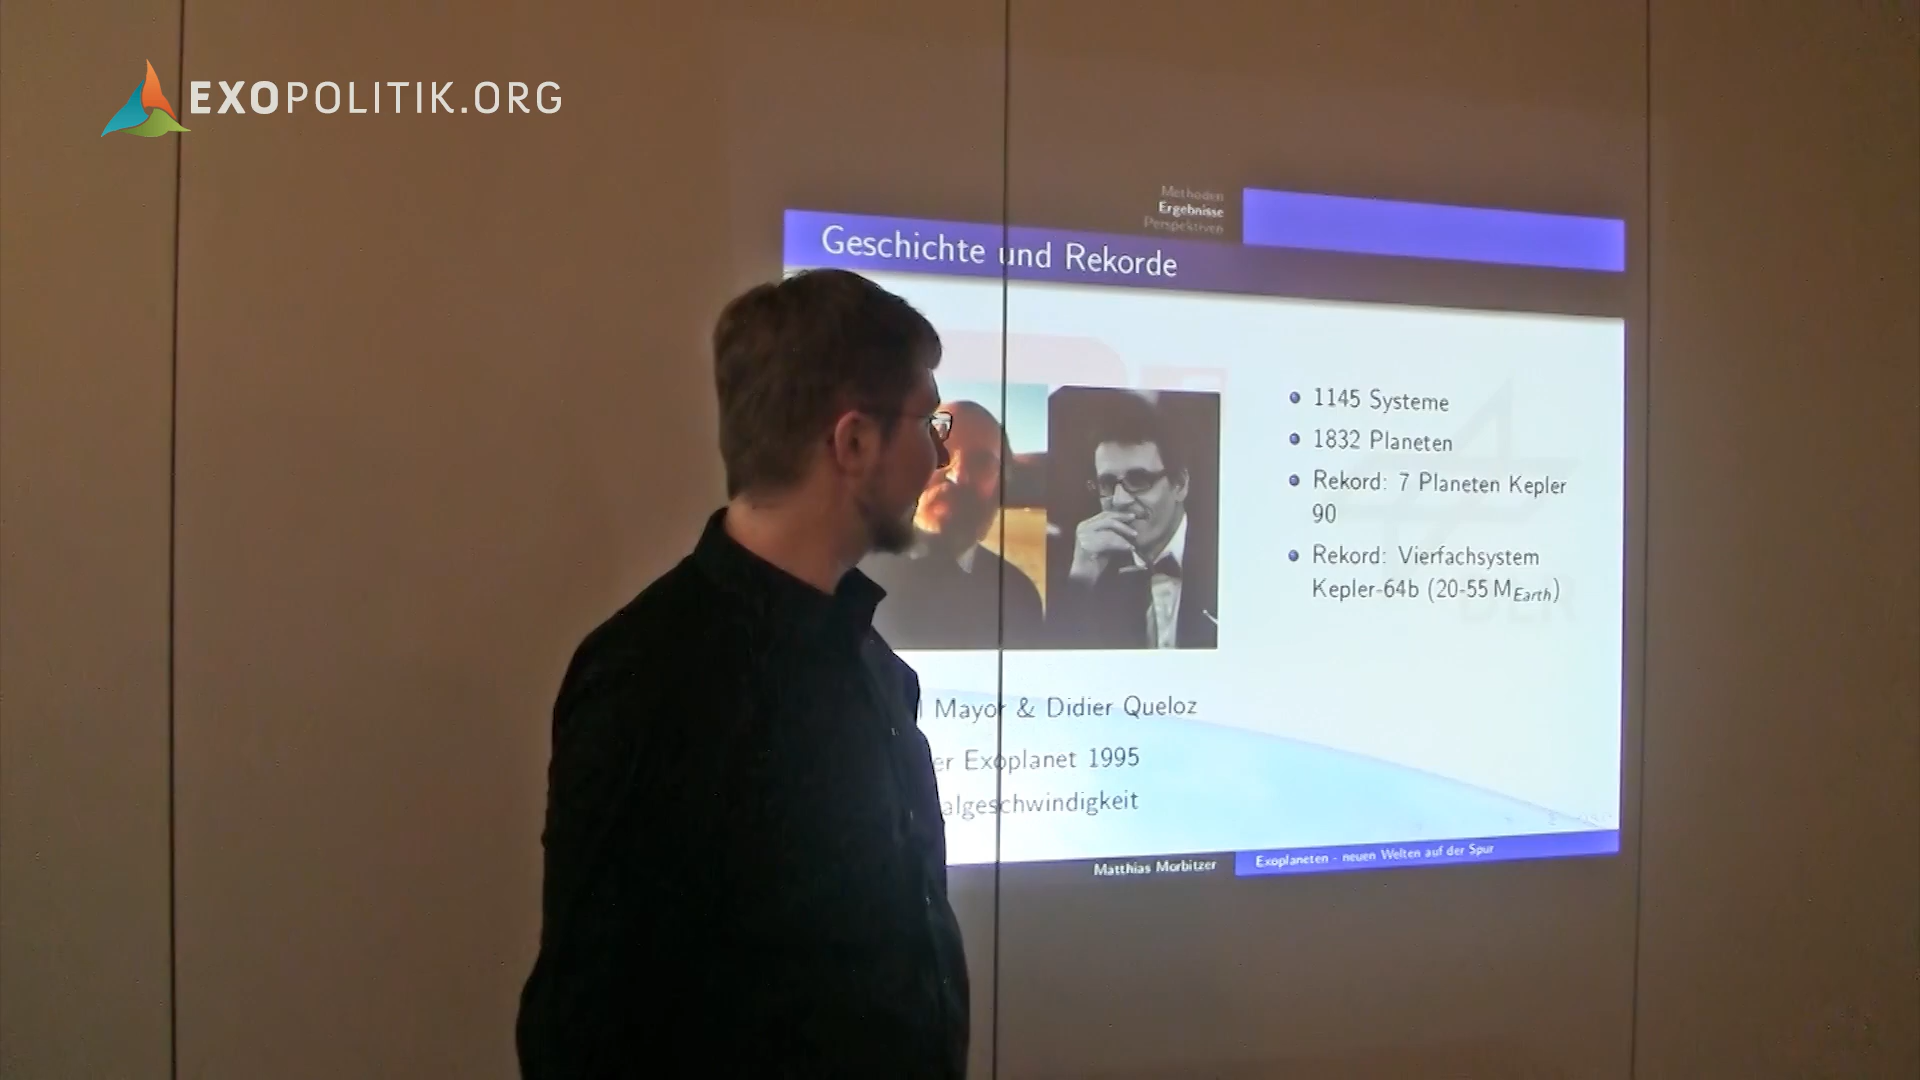 EXOPOLITIK.ORG
Methoden
Ergebnisse
Perspektiven
Geschichte und Rekorde
1145 Systeme
1832 Planeten
Rekord: 7 Planeten Kepler
90
Rekord: Vierfachsystem
Kepler-64b (20-55 M_Earth)
Mayor & Didier Queloz
Exoplanet 1995
Matthias Morbitzer
Exoplaneten - neuen Welten auf der Spur